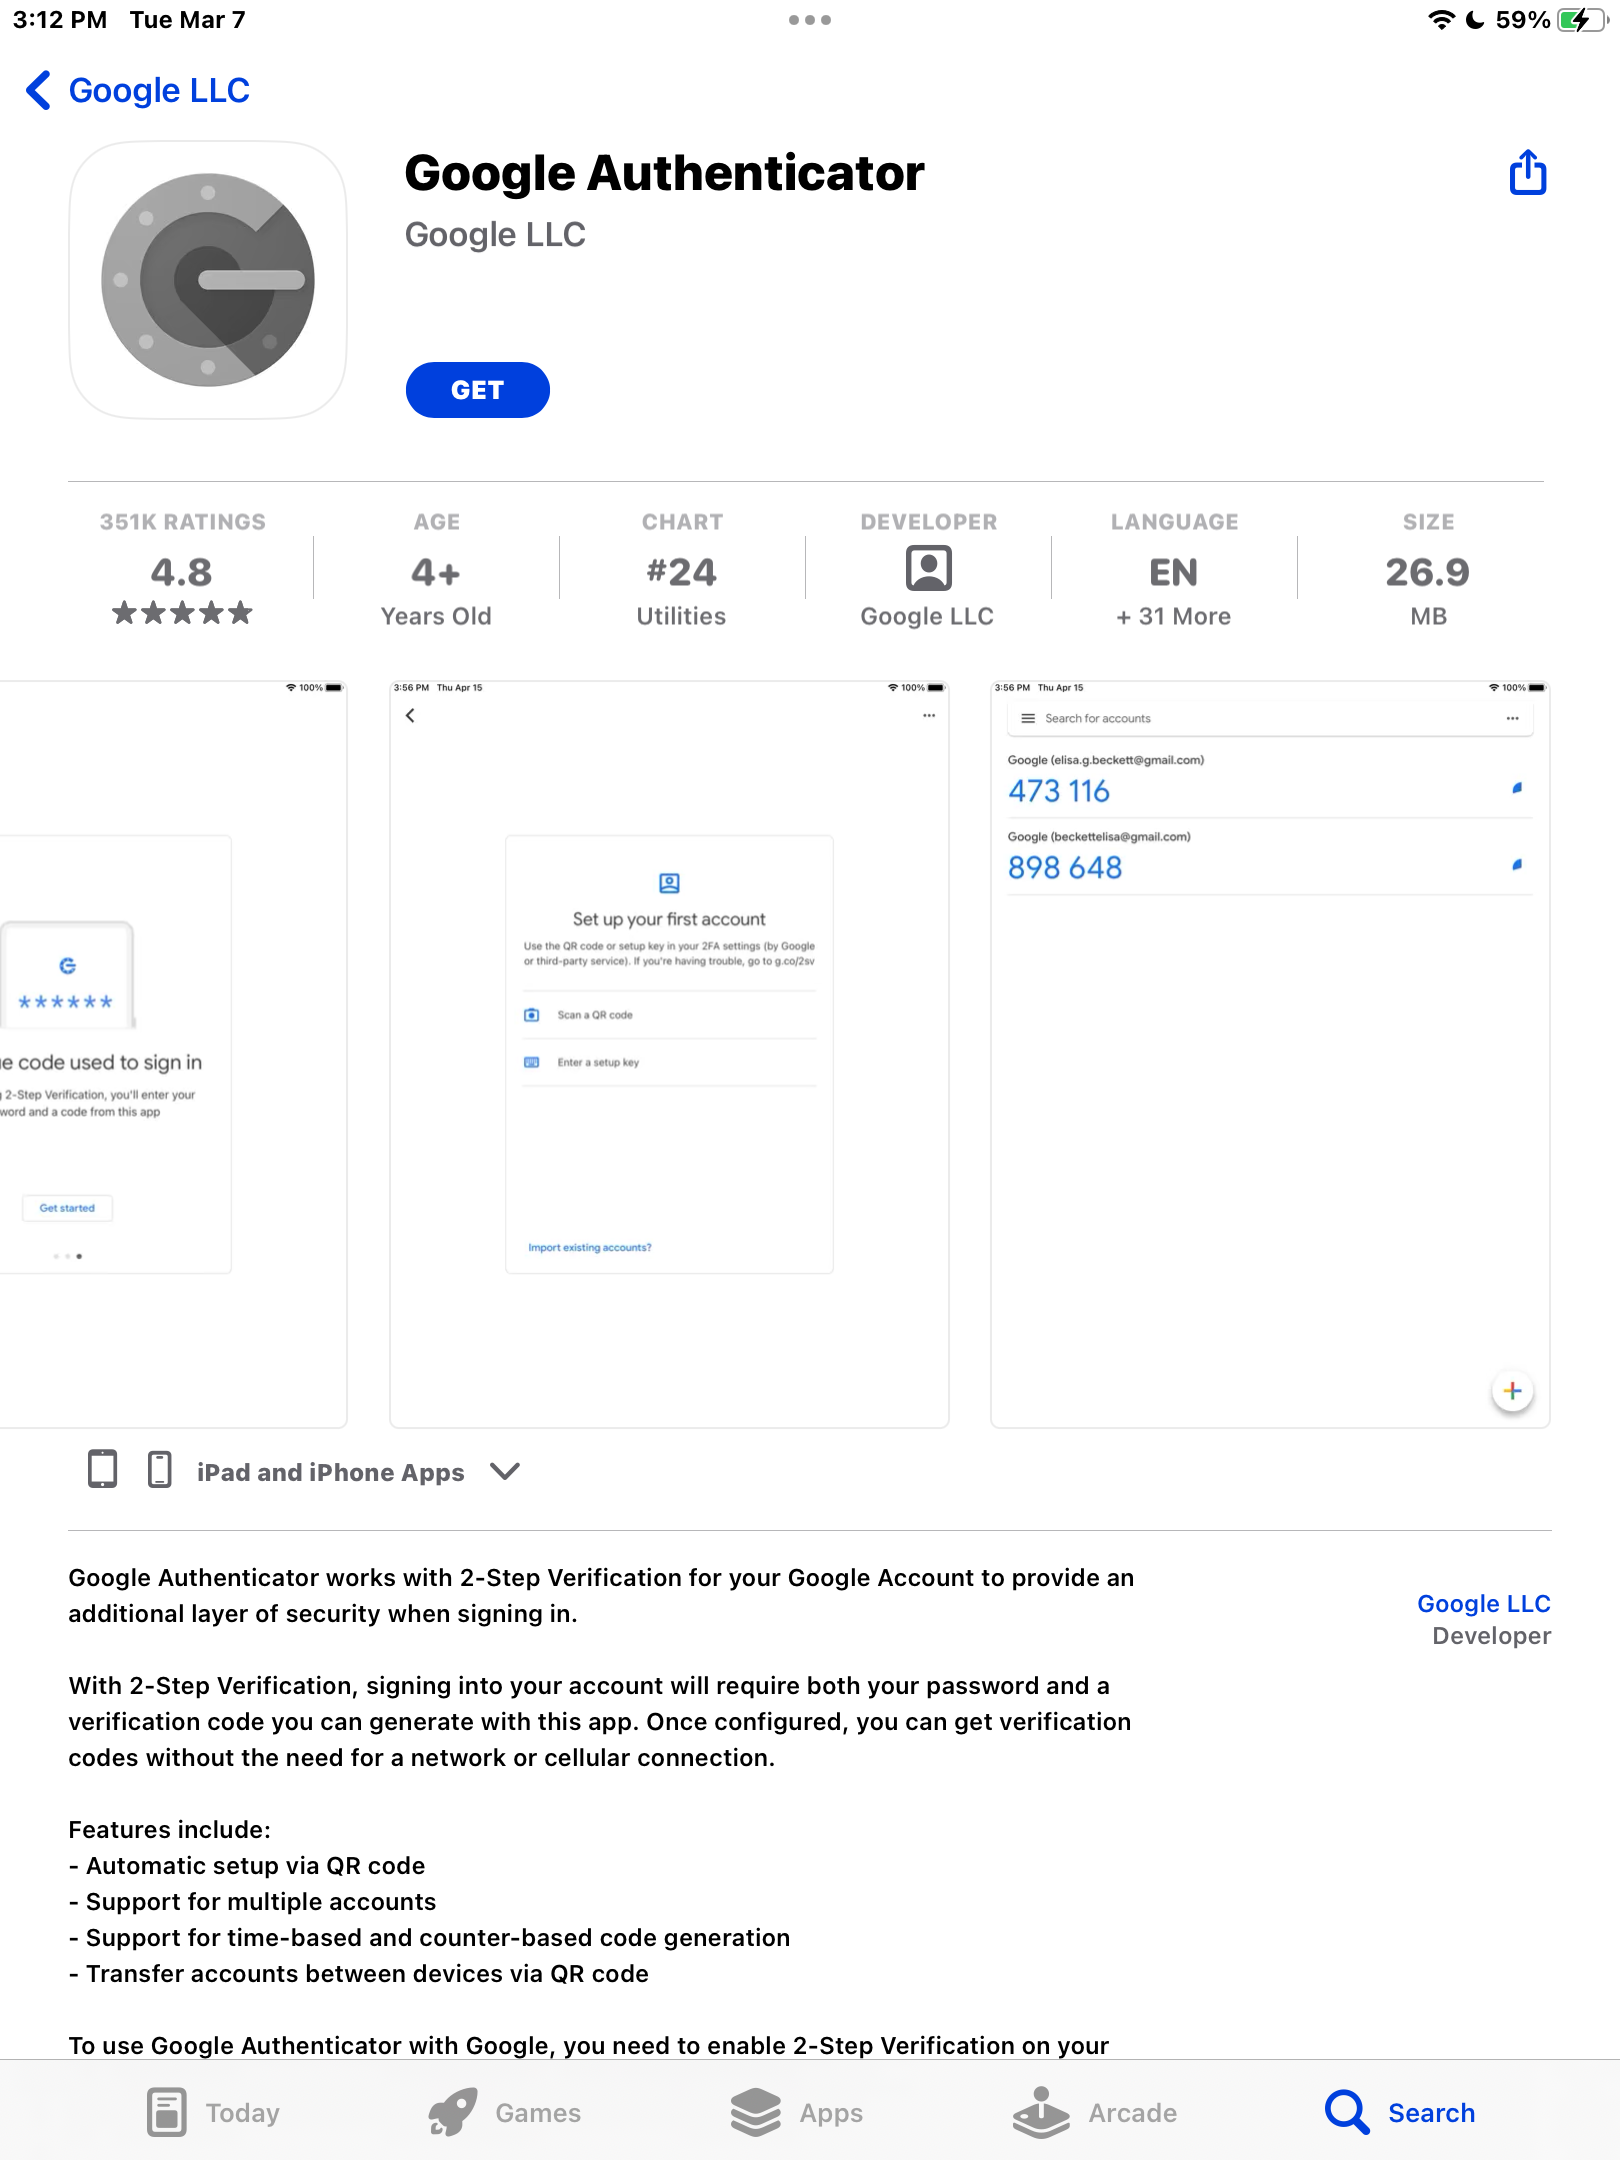 3:12 PM Tue Mar 7
59%
Google LLC
Google Authenticator
Google LLC
GET
351K RATINGS
4.8
AGE
4+
Years Old
CHART
#24
Utilities
DEVELOPER
Google LLC
LANGUAGE
EN
+ 31 More
SIZE
26.9
MB
100%
******
e code used to sign in
2-Step Verification, you'll enter your
word and a code from this app
Get started
3:56 PM Thu Apr 15
100%
Set up your first account
Use the QR code or setup key in your 2FA settings (by Google
or third-party service). If you're having trouble, go to g.co/2sv
Scan a QR code
Enter a setup key
Import existing accounts?
3:56 PM Thu Apr 15
100%
Search for accounts
Google (elisa.g.beckett@gmail.com)
473 116
Google (beckettelisa@gmail.com)
898 648
iPad and iPhone Apps
Google Authenticator works with 2-Step Verification for your Google Account to provide an
additional layer of security when signing in.
With 2-Step Verification, signing into your account will require both your password and a
verification code you can generate with this app. Once configured, you can get verification
codes without the need for a network or cellular connection.
Features include:
- Automatic setup via QR code
- Support for multiple accounts
- Support for time-based and counter-based code generation
- Transfer accounts between devices via QR code
To use Google Authenticator with Google, you need to enable 2-Step Verification on your
Google LLC
Developer
Today
Games
Apps
Arcade
Search